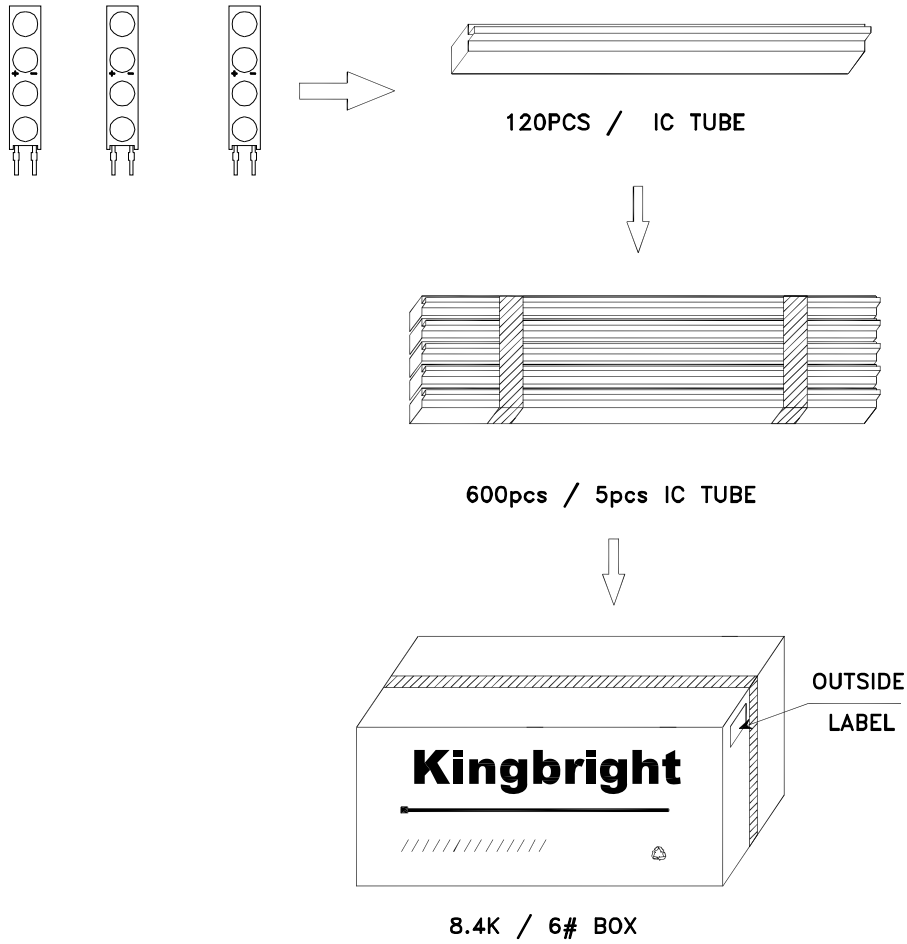 120PCS / IC TUBE
600pcs / 5pcs IC TUBE
OUTSIDE
LABEL
Kingbright
8.4K / 6# BOX